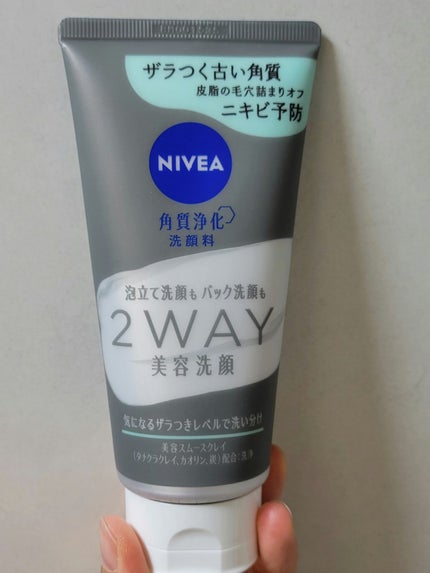 ザラつく古い角質
皮脂の毛穴詰まりオフ
ニキビ予防
NIVEA
角質浄化
洗顔料
泡立て洗顔も パック洗顔も
2WAY
美容洗顔
気になるザラつきレベルで洗い分け
美容スムースクレイ
(タナクラクレイ、カオリン、炭)配合:洗浄